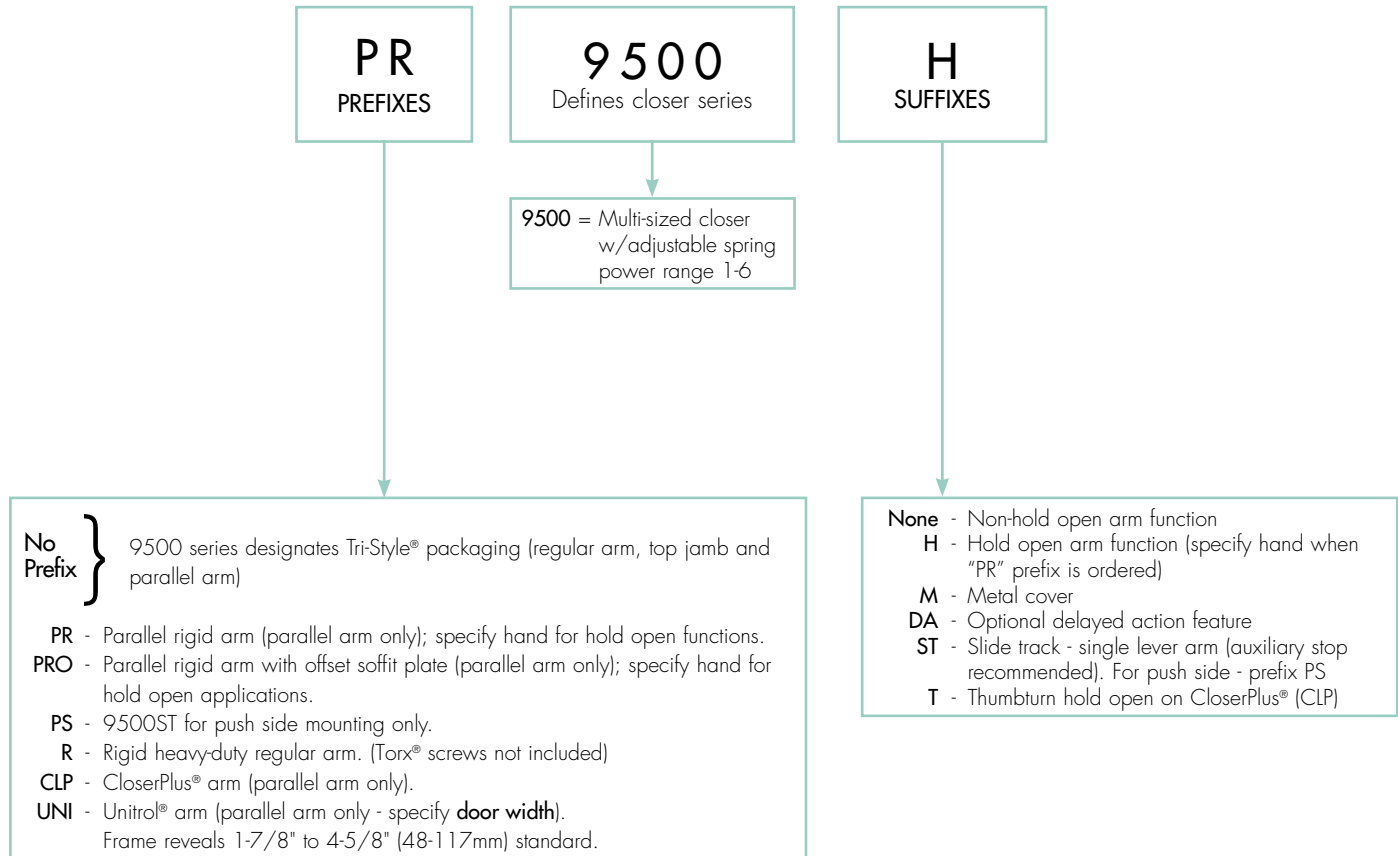 PR
PREFIXES
9500
Defines closer series
H
SUFFIXES
9500 = Multi-sized closer
w/adjustable spring
power range 1-6
No
Prefix
}
9500 series designates Tri-Style® packaging (regular arm, top jamb and
parallel arm)
PR - Parallel rigid arm (parallel arm only); specify hand for hold open functions.
PRO - Parallel rigid arm with offset soffit plate (parallel arm only); specify hand for
hold open applications.
PS - 9500ST for push side mounting only.
R - Rigid heavy-duty regular arm. (Torx® screws not included)
CLP - CloserPlus® arm (parallel arm only).
UNI - Unitrol® arm (parallel arm only - specify door width).
Frame reveals 1-7/8" to 4-5/8" (48-117mm) standard.
None - Non-hold open arm function
H - Hold open arm function (specify hand when
"PR" prefix is ordered)
M - Metal cover
DA - Optional delayed action feature
ST - Slide track - single lever arm (auxiliary stop
recommended). For push side - prefix PS
T - Thumbturn hold open on CloserPlus® (CLP)